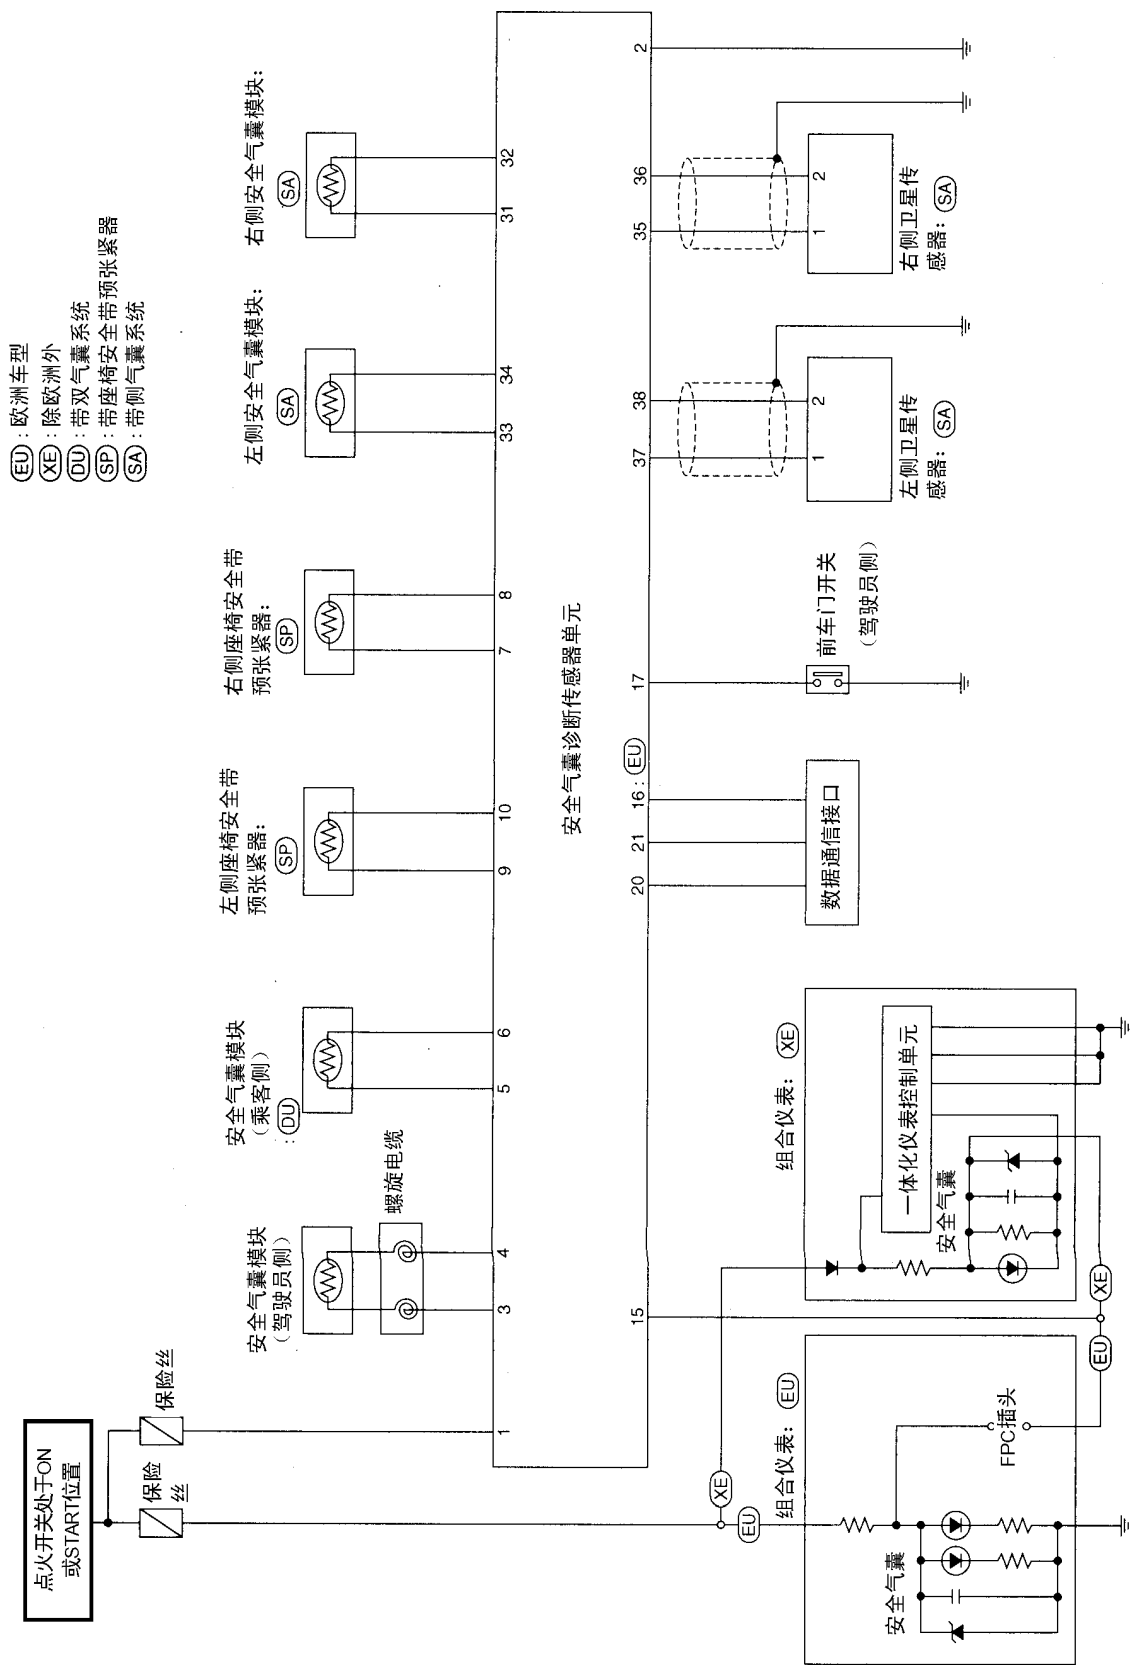 EU：欧洲车型
XE：除欧洲外
DU：带双气囊系统
SP：带座椅安全带预张紧器
SA：带侧气囊系统
点火开关处于ON
或START位置
保险
丝
保险丝
安全气囊模块
（驾驶员侧）
螺旋电缆
安全气囊模块
（乘客侧）
：DU
左侧座椅安全带
预张紧器：
SP
右侧座椅安全带
预张紧器：
SP
左侧安全气囊模块：
SA
右侧安全气囊模块：
SA
1
3
4
5
6
9
10
7
8
33
34
31
32
安全气囊诊断传感器单元
15
20
21
16：EU
17
37
38
35
36
2
XE
EU
组合仪表：EU
安全气囊
FPC插头
EU
XE
组合仪表：XE
一体化仪表控制单元
安全气囊
数据通信接口
前车门开关
（驾驶员侧）
1
2
左侧卫星传
感器：SA
1
2
右侧卫星传
感器：SA